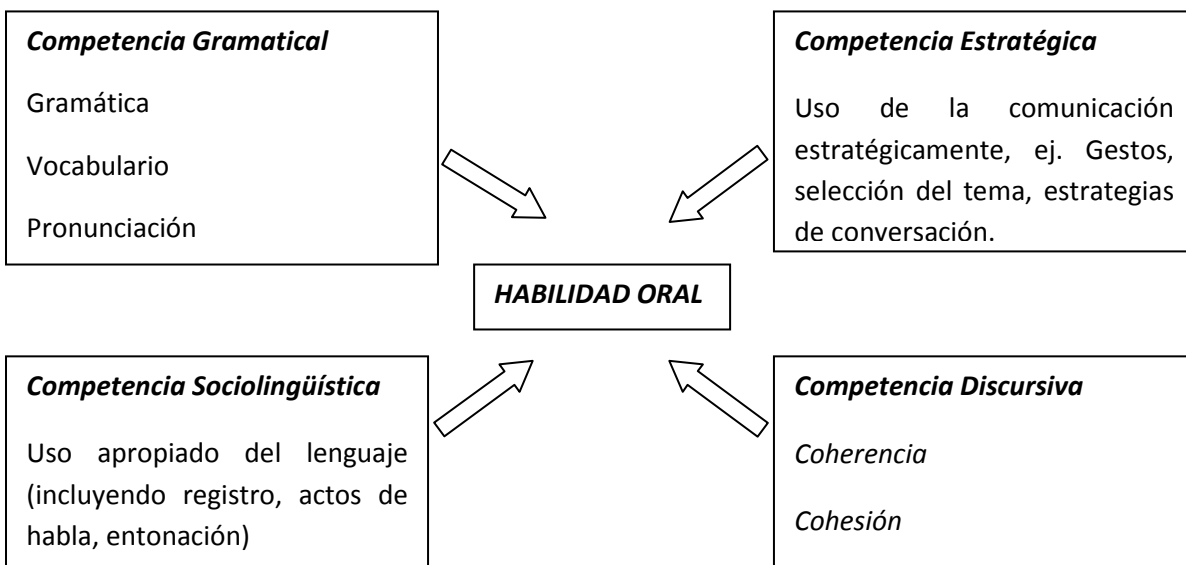 Competencia Gramatical
Gramática
Vocabulario
Pronunciación
Competencia Estratégica
Uso de la comunicación
estratégicamente, ej. Gestos,
selección del tema, estrategias
de conversación.
HABILIDAD ORAL
Competencia Sociolingüística
Uso apropiado del lenguaje
(incluyendo registro, actos de
habla, entonación)
Competencia Discursiva
Coherencia
Cohesión